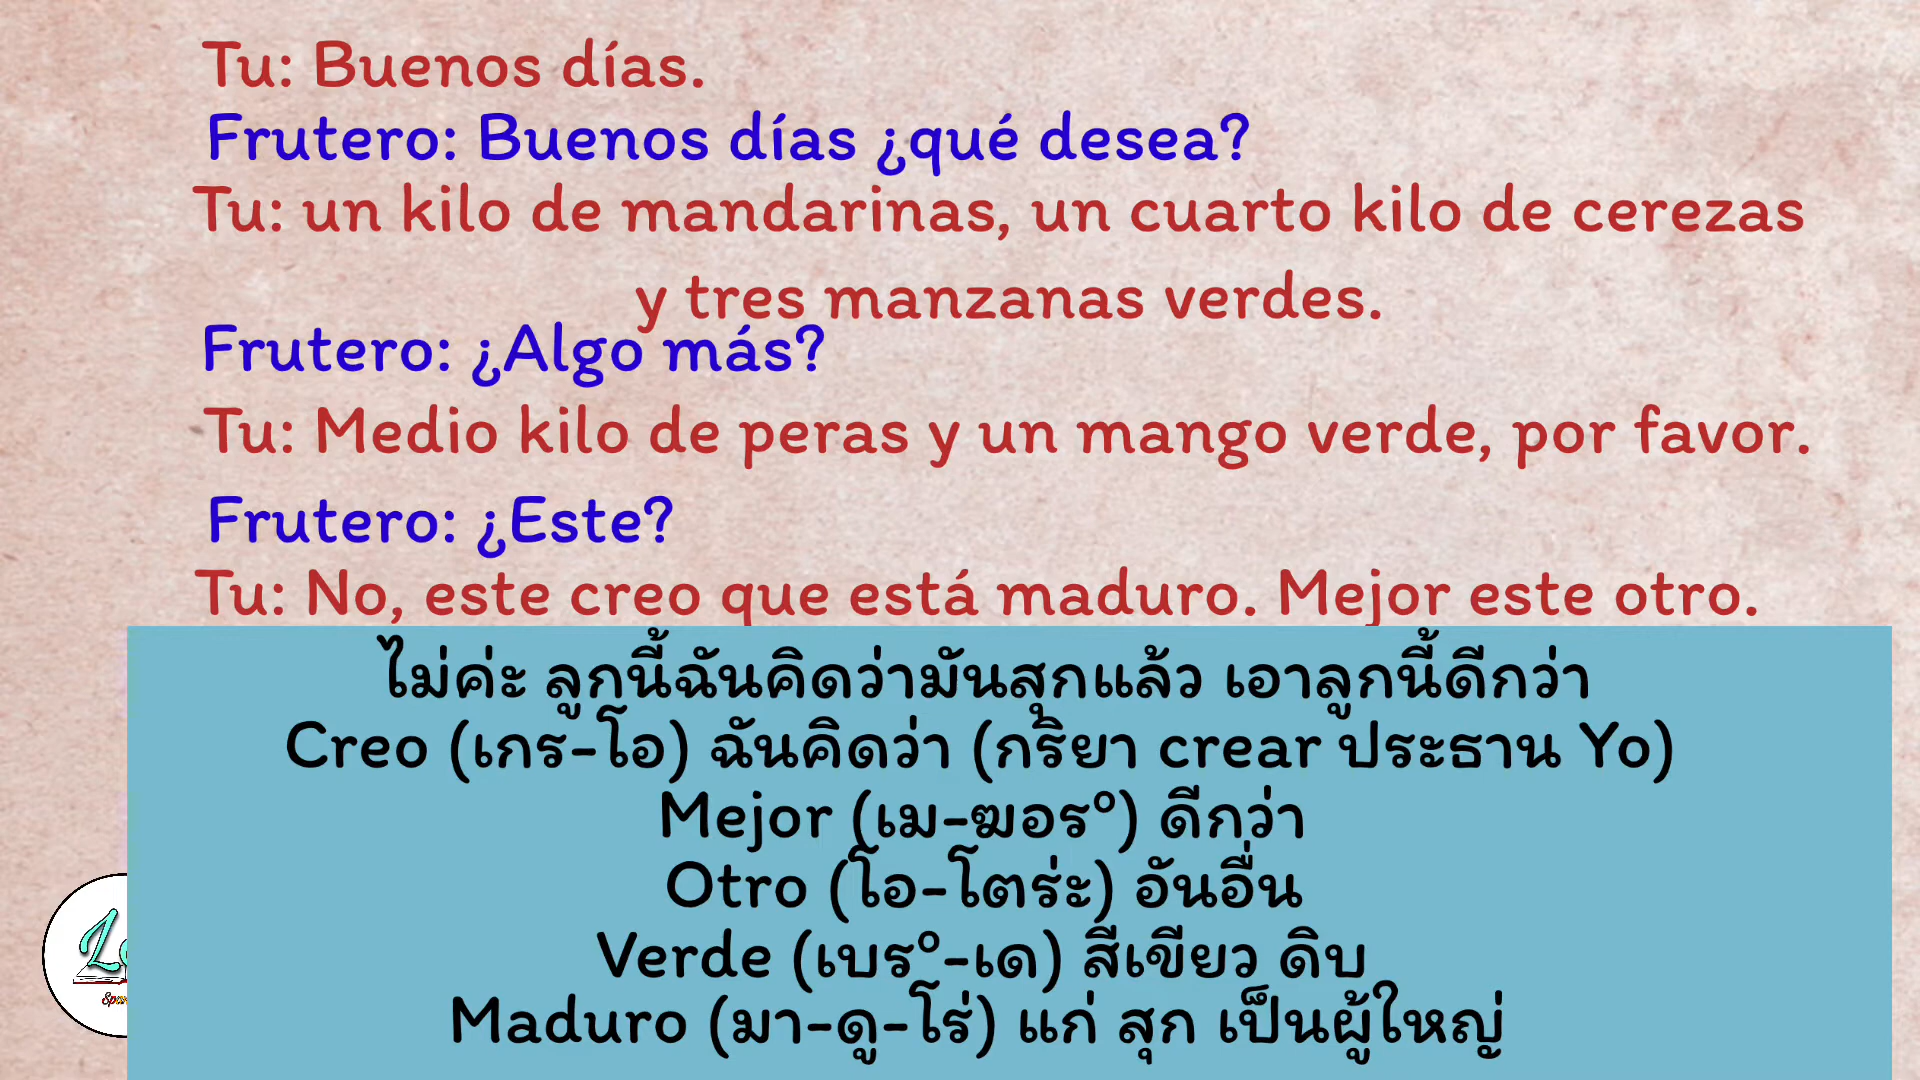 Tu: Buenos días.
Frutero: Buenos días ¿qué desea?
Tu: un kilo de mandarinas, un cuarto kilo de cerezas
y tres manzanas verdes.
Frutero: ¿Algo más?
Tu: Medio kilo de peras y un mango verde, por favor.
Frutero: ¿Este?
Tu: No, este creo que está maduro. Mejor este otro.
ไม่ค่ะ ลูกนี้ฉันคิดว่ามันสุกแล้ว เอาลูกนี้ดีกว่า
Creo (เกร-โอ) ฉันคิดว่า (กริยา crear ประธาน Yo)
Mejor (เม-ฆอร°) ดีกว่า
Otro (โอ-โตร่ะ) อันอื่น
Verde (เบร°-เด) สีเขียว ดิบ
Maduro (มา-ดู-โร่) แก่ สุก เป็นผู้ใหญ่